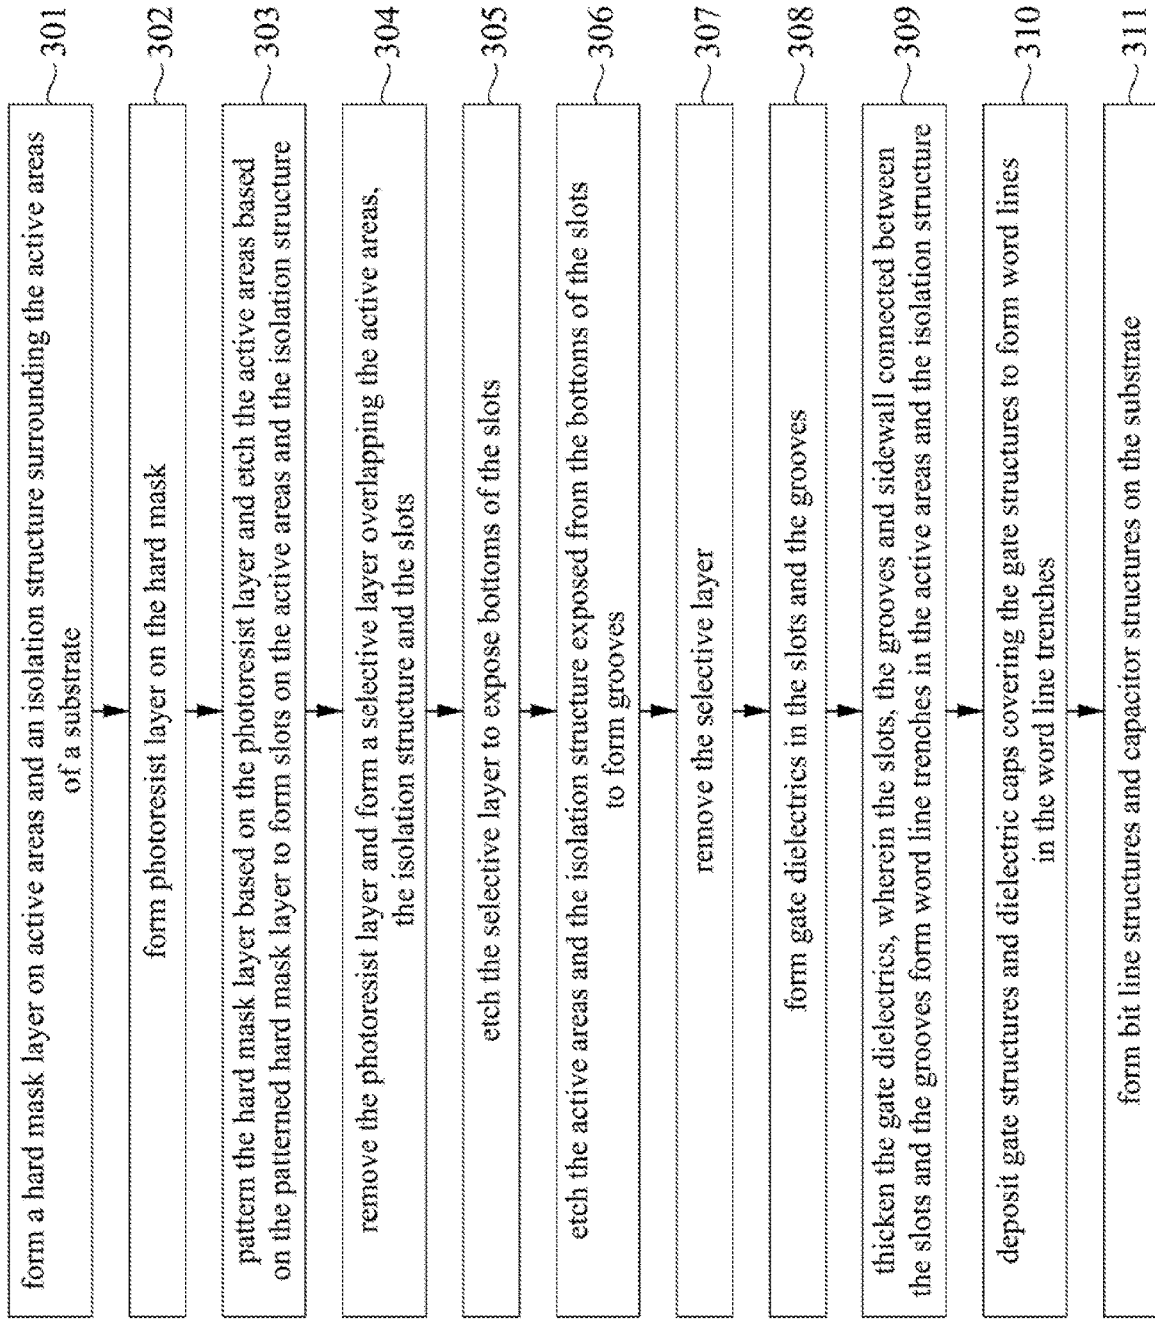 form a hard mask layer on active areas and an isolation structure surrounding the active areas
of a substrate
301
form photoresist layer on the hard mask
302
pattern the hard mask layer based on the photoresist layer and etch the active areas based
on the patterned hard mask layer to form slots on the active areas and the isolation structure
303
remove the photoresist layer and form a selective layer overlapping the active areas,
the isolation structure and the slots
304
etch the selective layer to expose bottoms of the slots
305
etch the active areas and the isolation structure exposed from the bottoms of the slots
to form grooves
306
remove the selective layer
307
form gate dielectrics in the slots and the grooves
308
thicken the gate dielectrics, wherein the slots, the grooves and sidewall connected between
the slots and the grooves form word line trenches in the active areas and the isolation structure
309
deposit gate structures and dielectric caps covering the gate structures to form word lines
in the word line trenches
310
form bit line structures and capacitor structures on the substrate
311